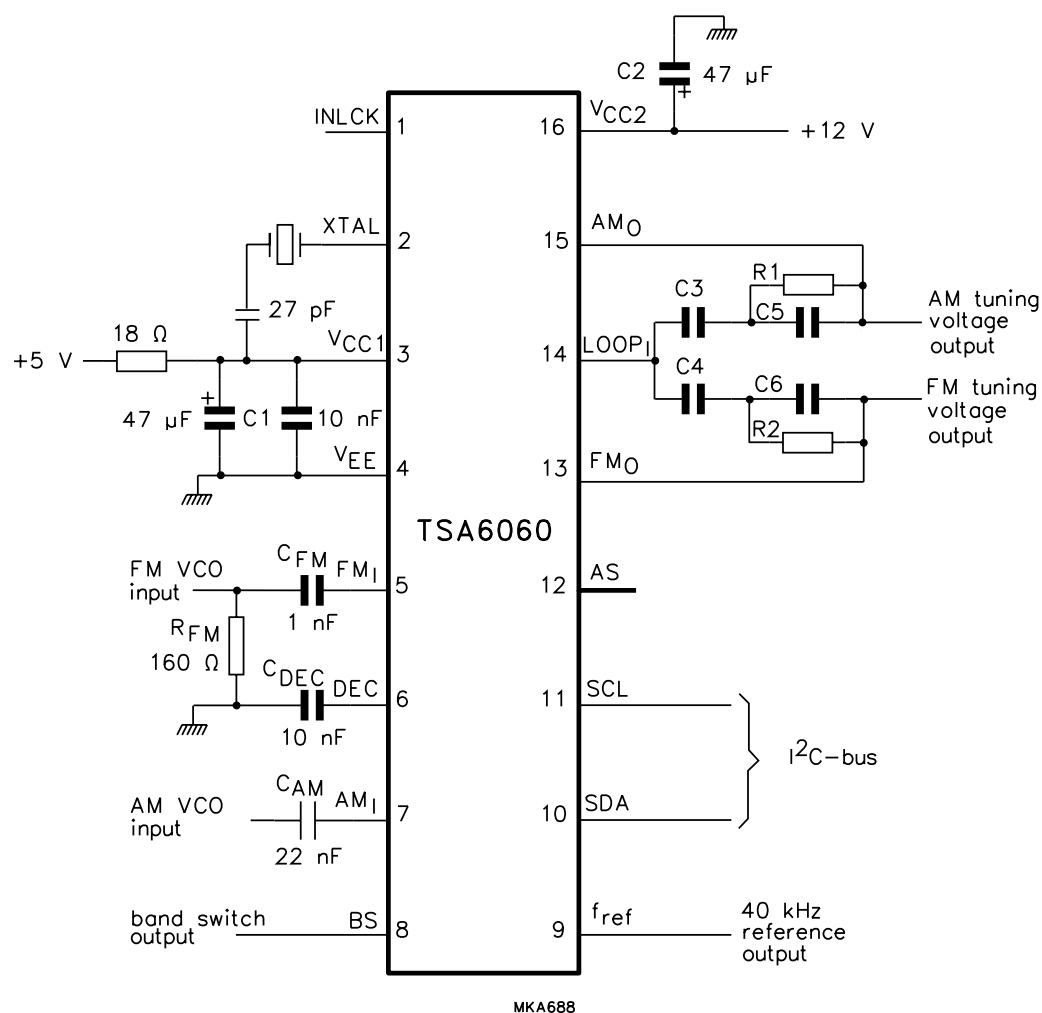 C2
47 µF
+
INLCK
1
16
VCC2
+12 V
XTAL
2
15
AMO
27 pF
R1
C3
C5
AM tuning
voltage
output
18 Ω
+5 V
VCC1
3
14
LOOPI
C4
C6
FM tuning
voltage
output
+
47 µF
C1
10 nF
R2
VEE
4
13
FMO
TSA6060
FM VCO
input
CFM
FMI
5
1 nF
12
AS
RFM
160 Ω
CDEC
DEC
6
10 nF
11
SCL
I²C-bus
AM VCO
input
CAM
AMI
7
22 nF
10
SDA
band switch
output
BS
8
9
fref
40 kHz
reference
output
MKA688